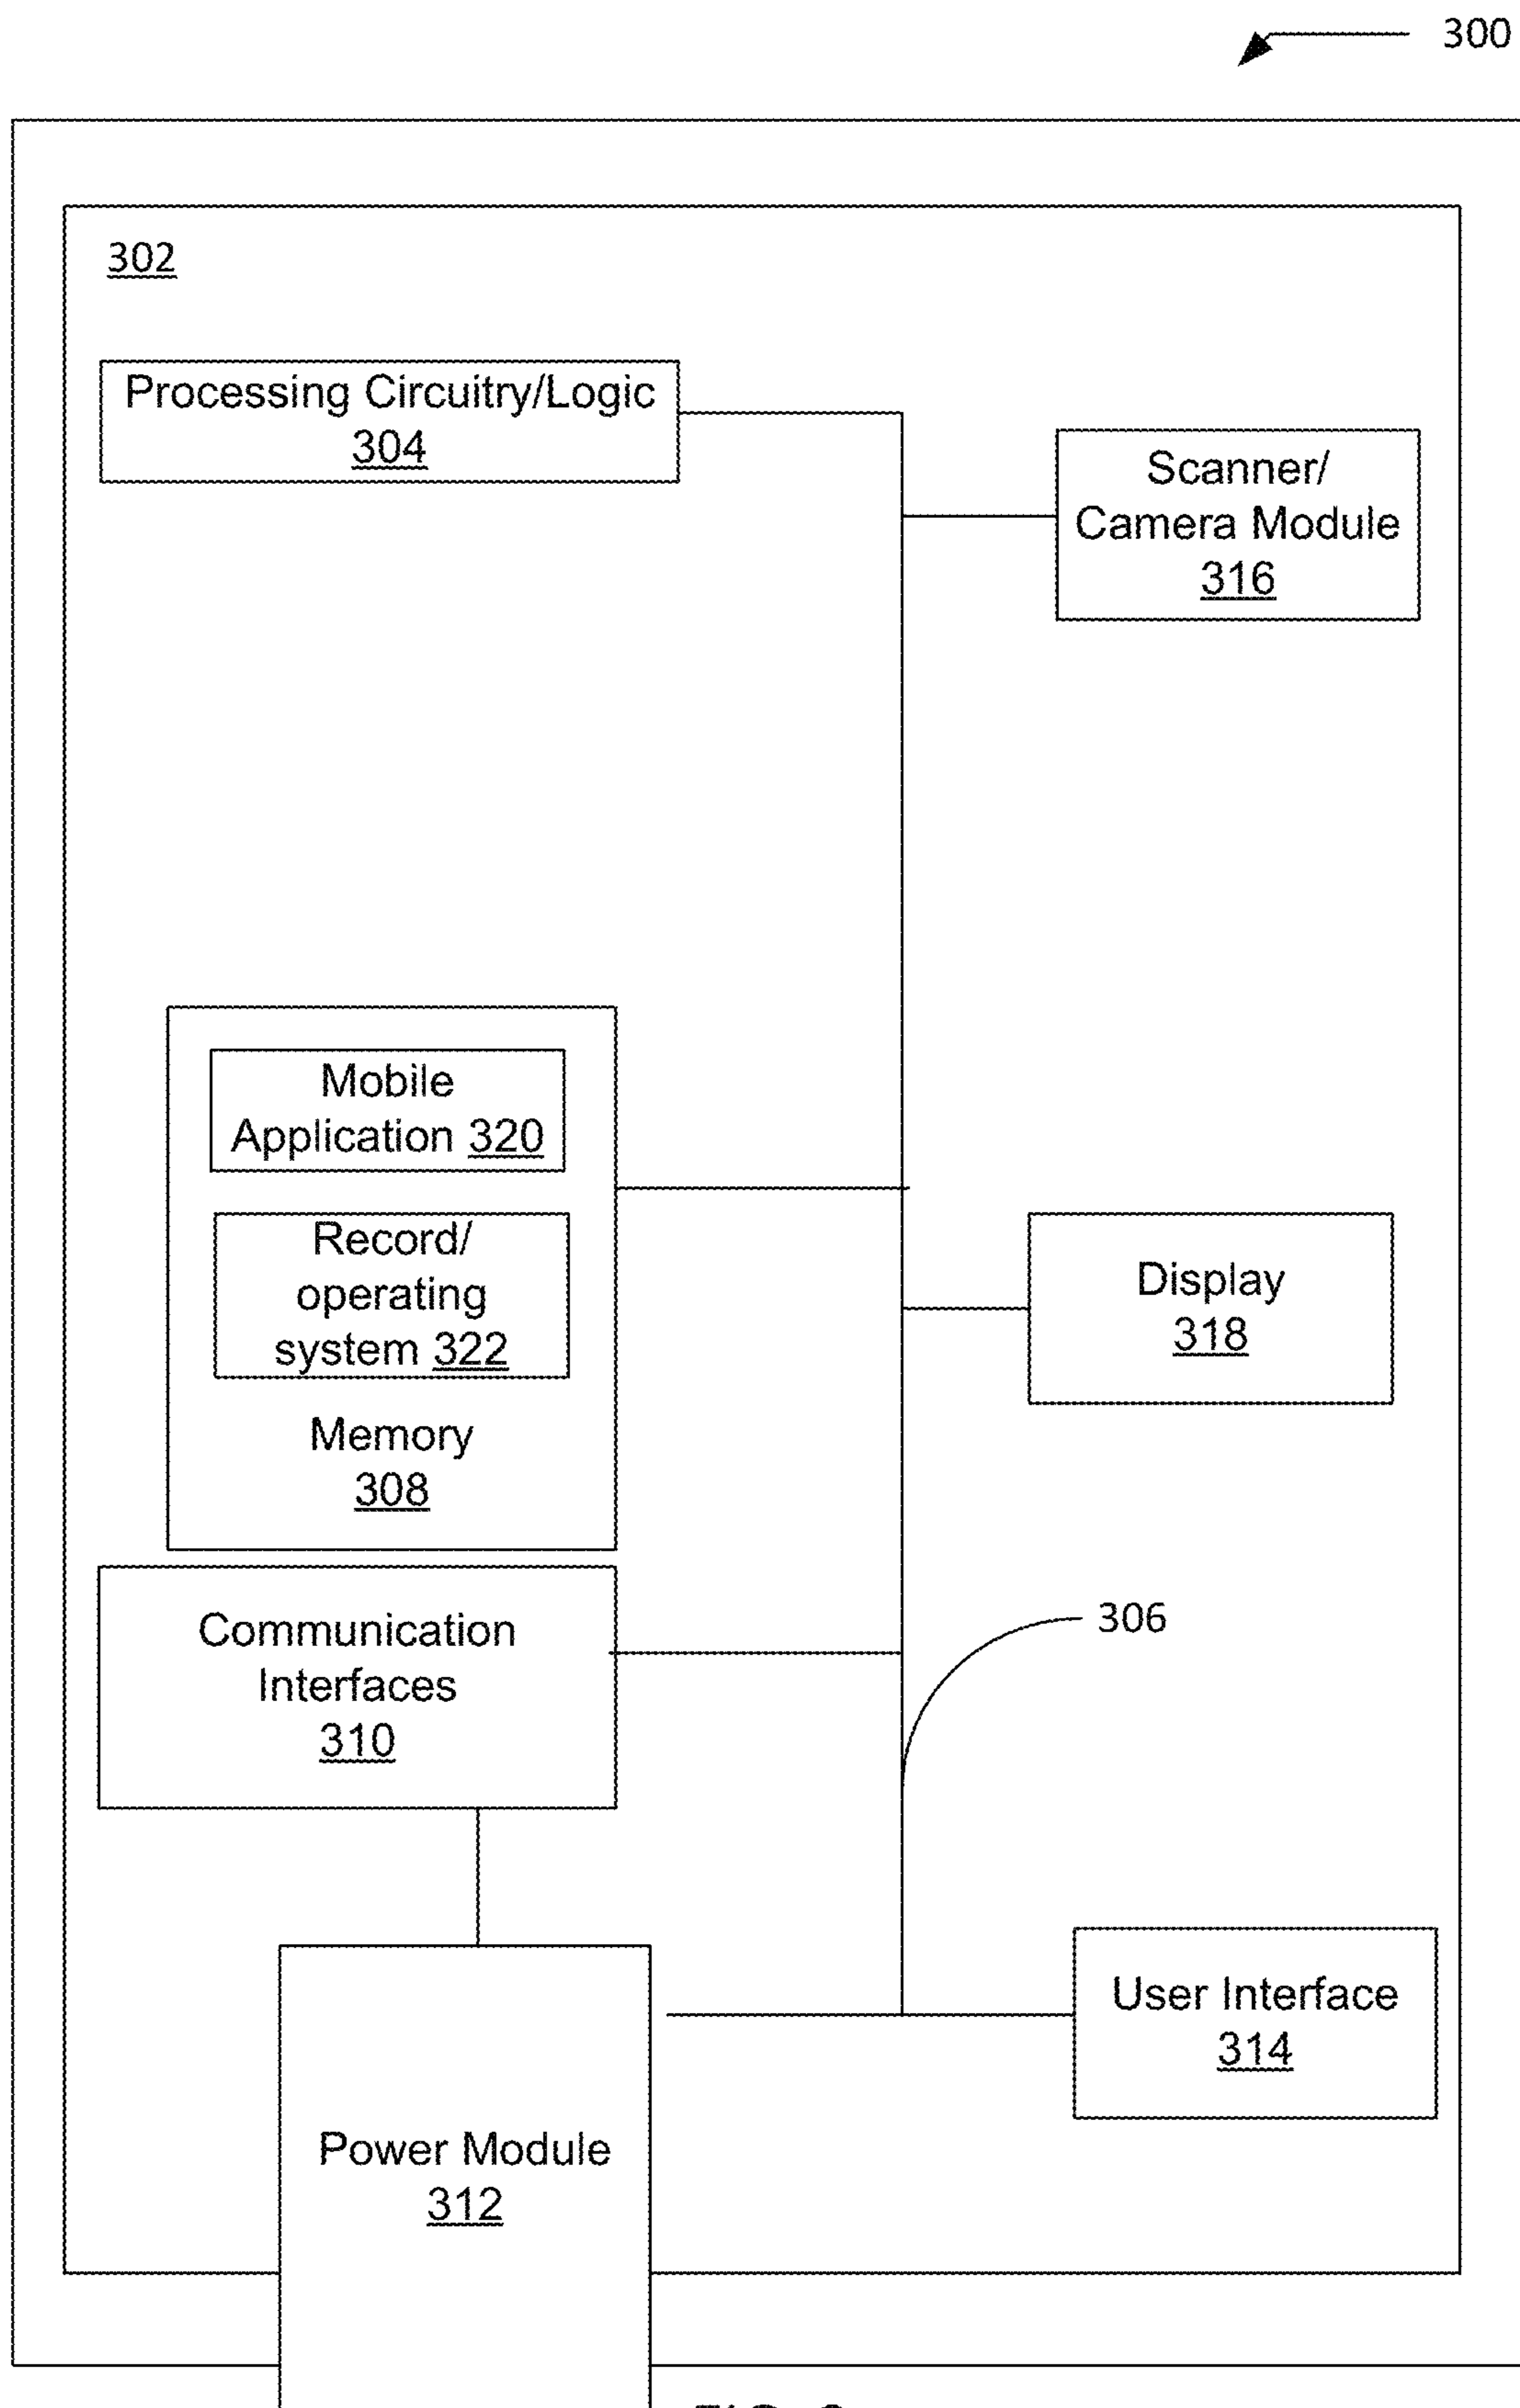 300
302
Processing Circuitry/Logic
304
Scanner/
Camera Module
316
Mobile
Application 320
Record/
operating
system 322
Memory
308
Display
318
Communication
Interfaces
310
306
User Interface
314
Power Module
312